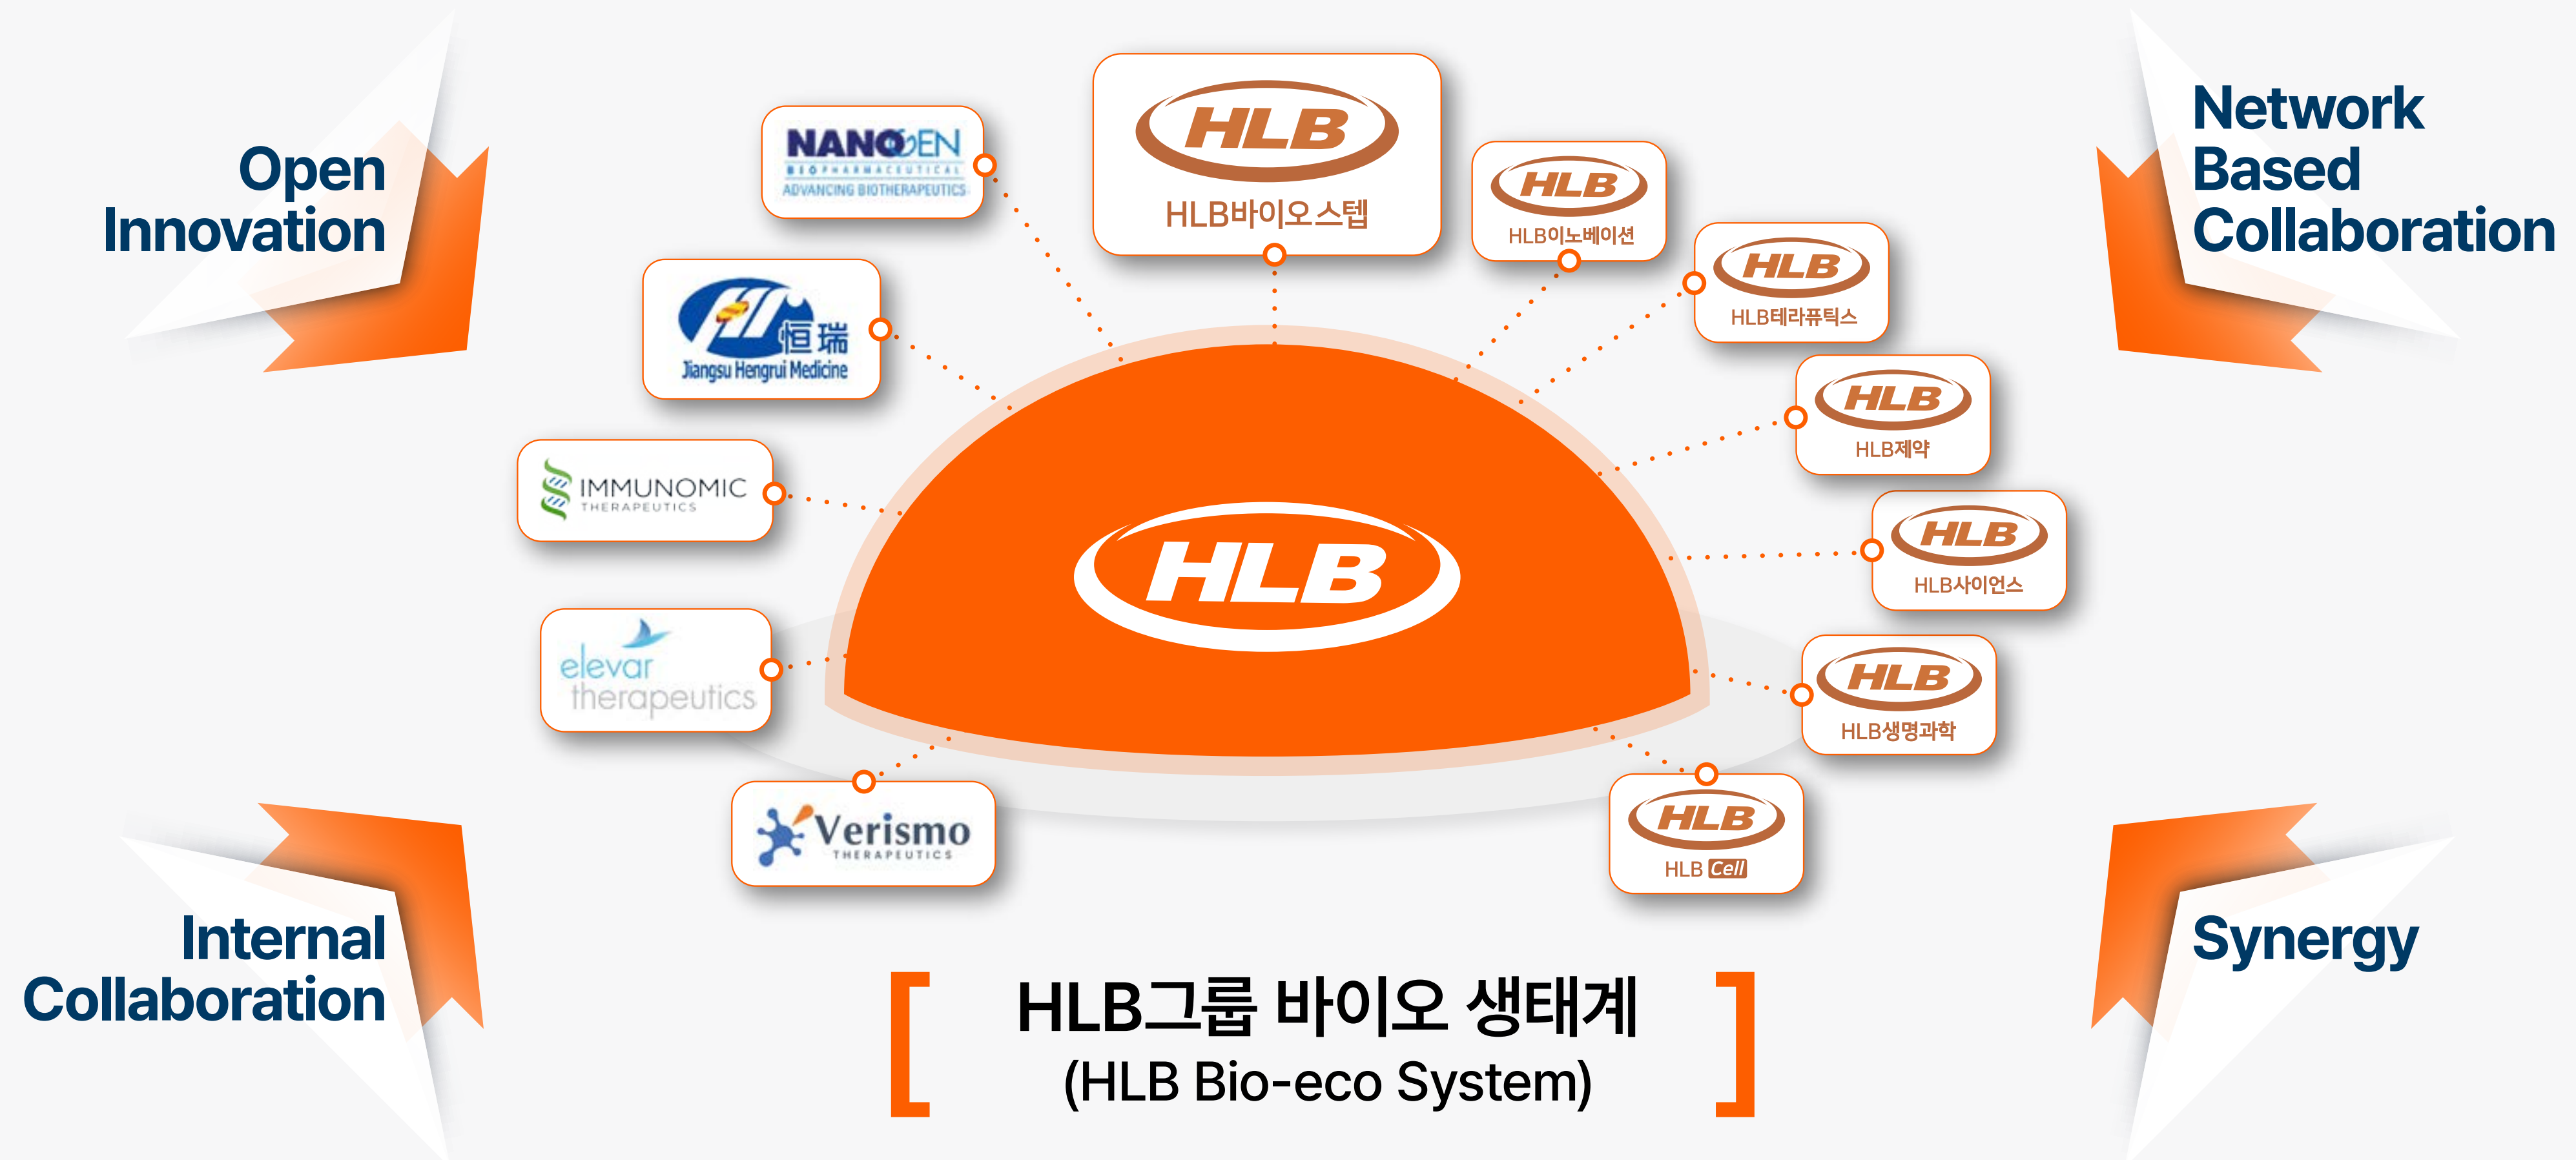 Open
Innovation
Network
Based
Collaboration
NANOGEN
BIOPHARMACEUTICAL
ADVANCING BIOTHERAPEUTICS
HLB
HLB바이오스텝
HLB
HLB이노베이션
HLB
HLB테라퓨틱스
恒瑞
Jiangsu Hengrui Medicine
HLB
HLB제약
IMMUNOMIC
THERAPEUTICS
HLB
HLB
HLB사이언스
elevar
therapeutics
HLB
HLB생명과학
Verismo
THERAPEUTICS
HLB
HLB Cell
Internal
Collaboration
Synergy
HLB그룹 바이오 생태계
(HLB Bio-eco System)